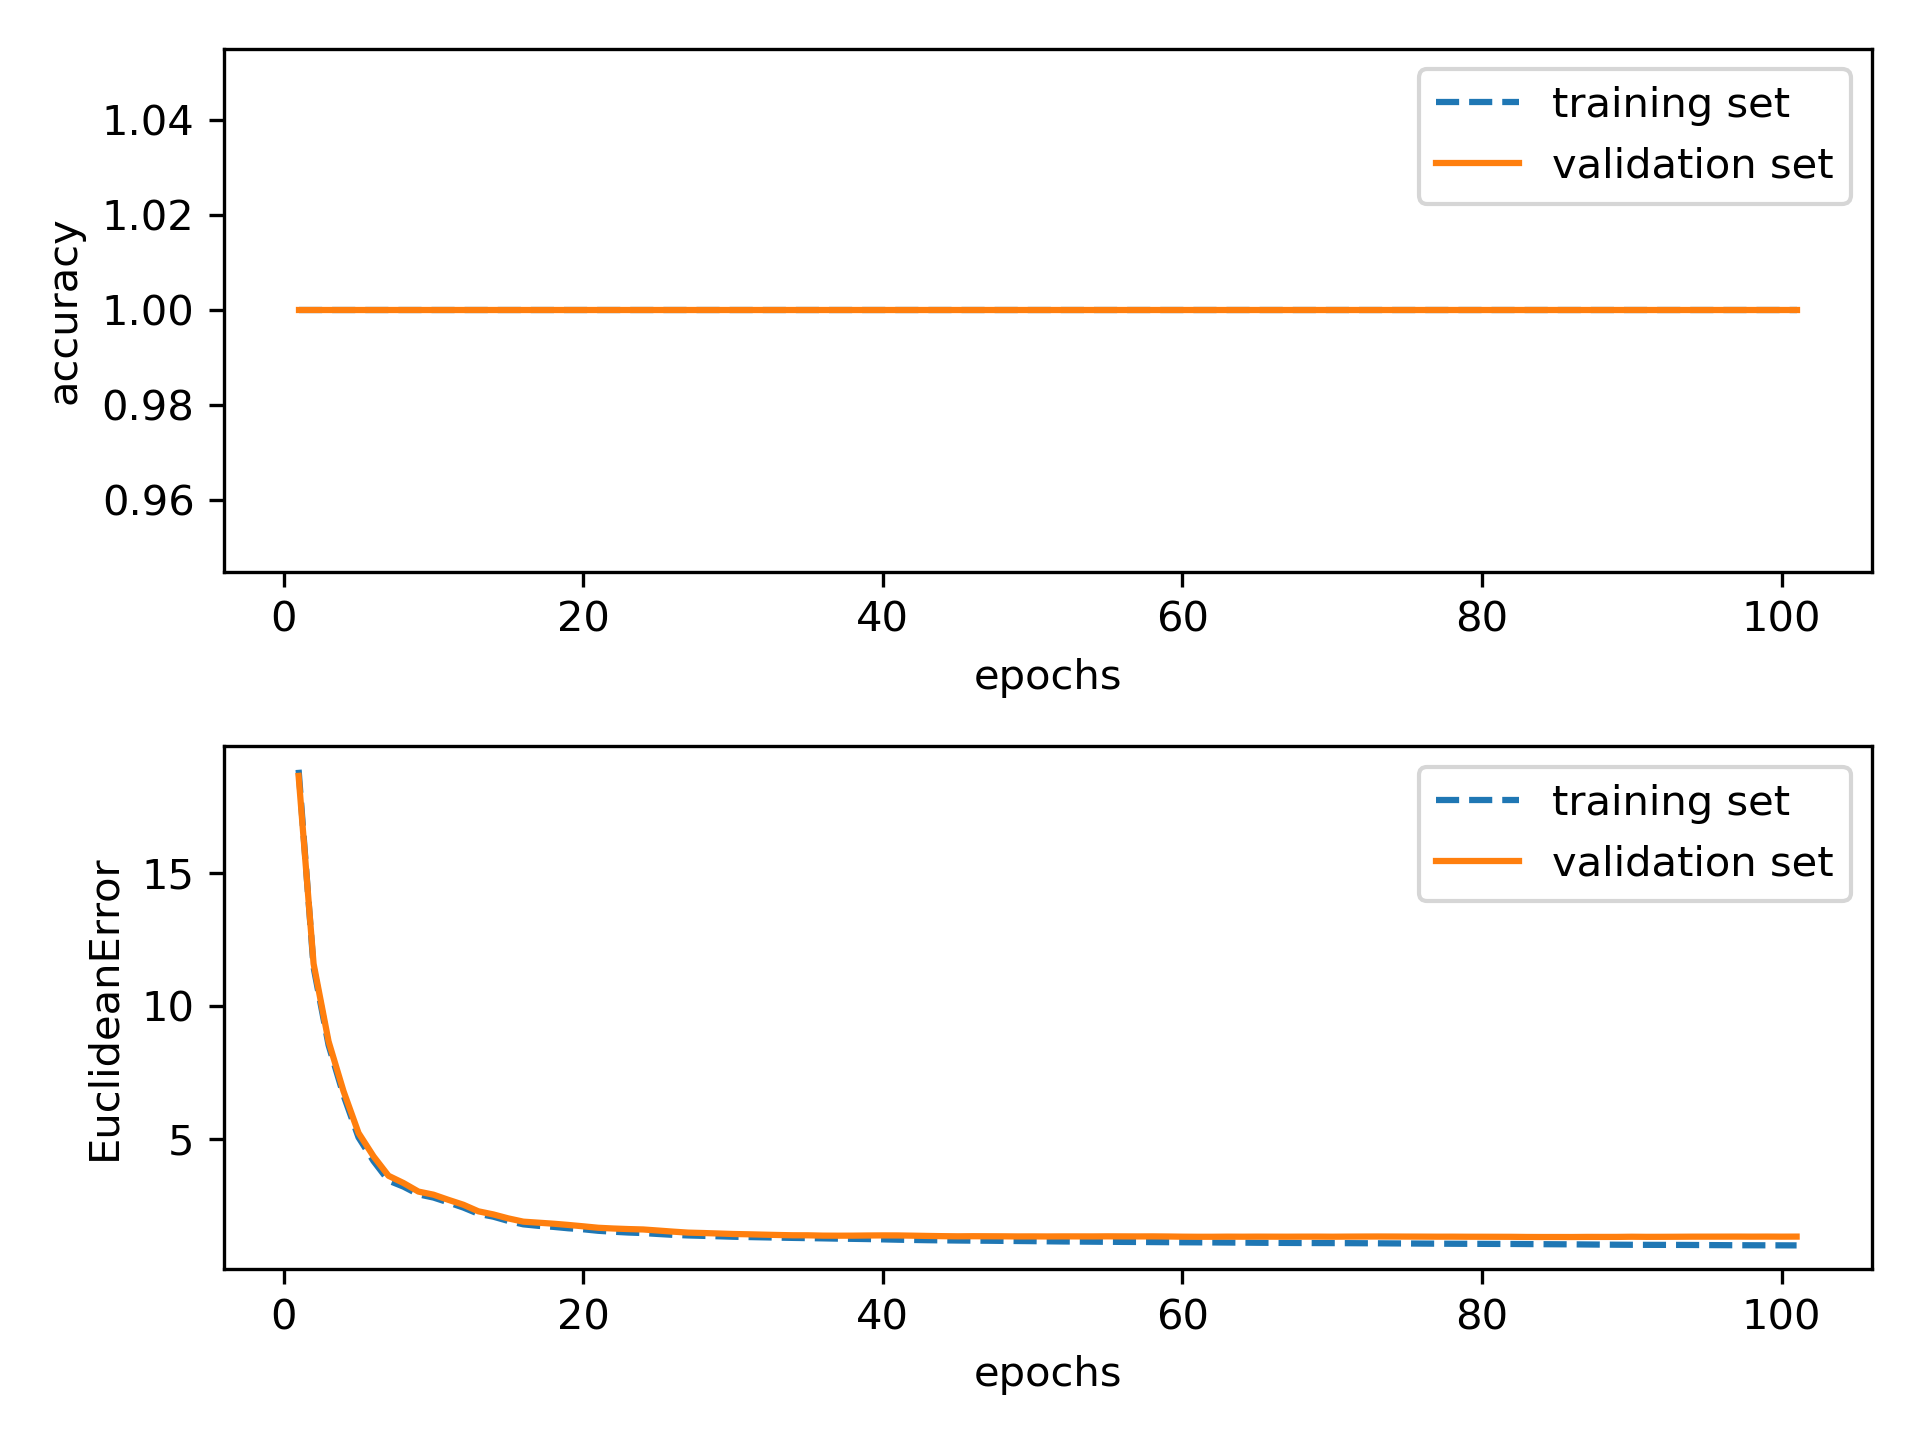 training set
validation set
1.04
1.02
1.00
0.98
0.96
accuracy
0 20 40 60 80 100
epochs
training set
validation set
15
10
5
EuclideanError
0 20 40 60 80 100
epochs